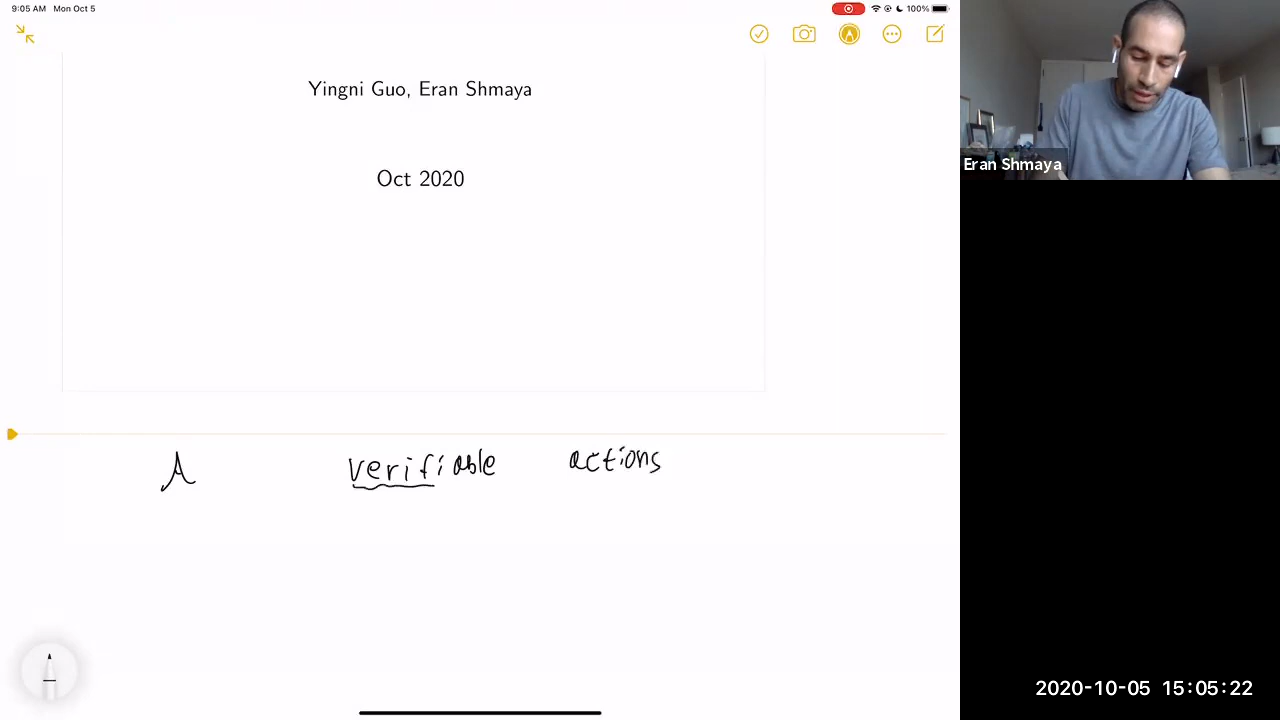 9:05 AM Mon Oct 5
100%
Yingni Guo, Eran Shmaya
Oct 2020
A verifiable actions
Eran Shmaya
2020-10-05 15:05:22